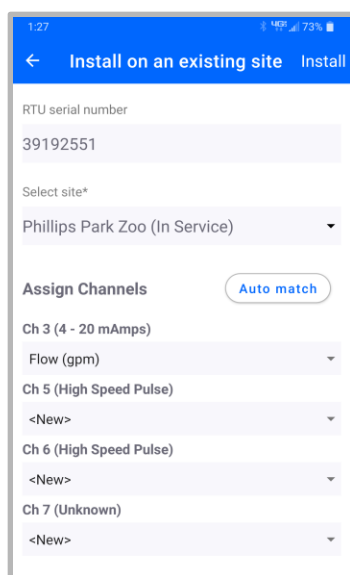 1:27 4GE 73%
Install on an existing site Install
RTU serial number
39192551
Select site*
Phillips Park Zoo (In Service)
Assign Channels Auto match
Ch 3 (4 - 20 mAmps)
Flow (gpm)
Ch 5 (High Speed Pulse)
<New>
Ch 6 (High Speed Pulse)
<New>
Ch 7 (Unknown)
<New>